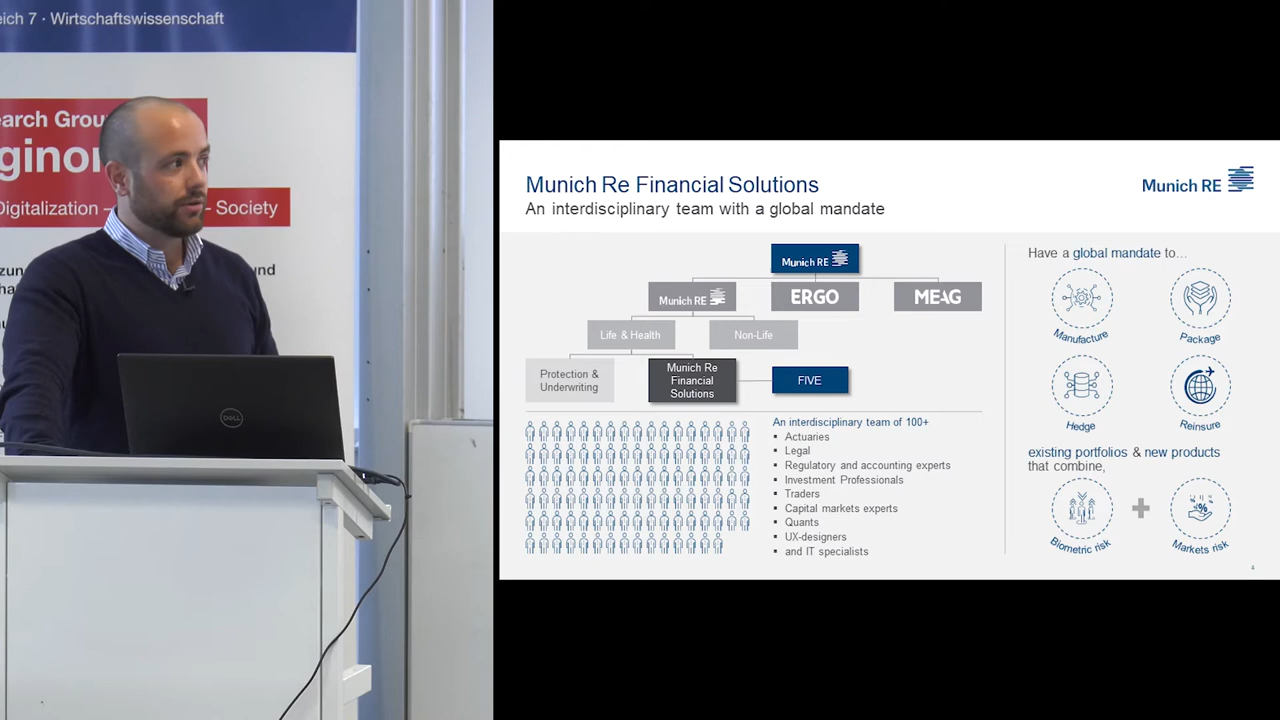 eich 7 · Wirtschaftswissenschaft
earch Grou
ginor
Digitalization –
- Society
zun
und
ha
DELL
Munich Re Financial Solutions
An interdisciplinary team with a global mandate
Munich RE
Munich RE
Munich RE
ERGO
MEAG
Life & Health
Non-Life
Protection &
Underwriting
Munich Re
Financial
Solutions
FIVE
An interdisciplinary team of 100+
▪ Actuaries
▪ Legal
▪ Regulatory and accounting experts
▪ Investment Professionals
▪ Traders
▪ Capital markets experts
▪ Quants
▪ UX-designers
▪ and IT specialists
Have a global mandate to…
Manufacture
Package
Hedge
Reinsure
existing portfolios & new products
that combine,
%
Biometric risk
+
Markets risk
4